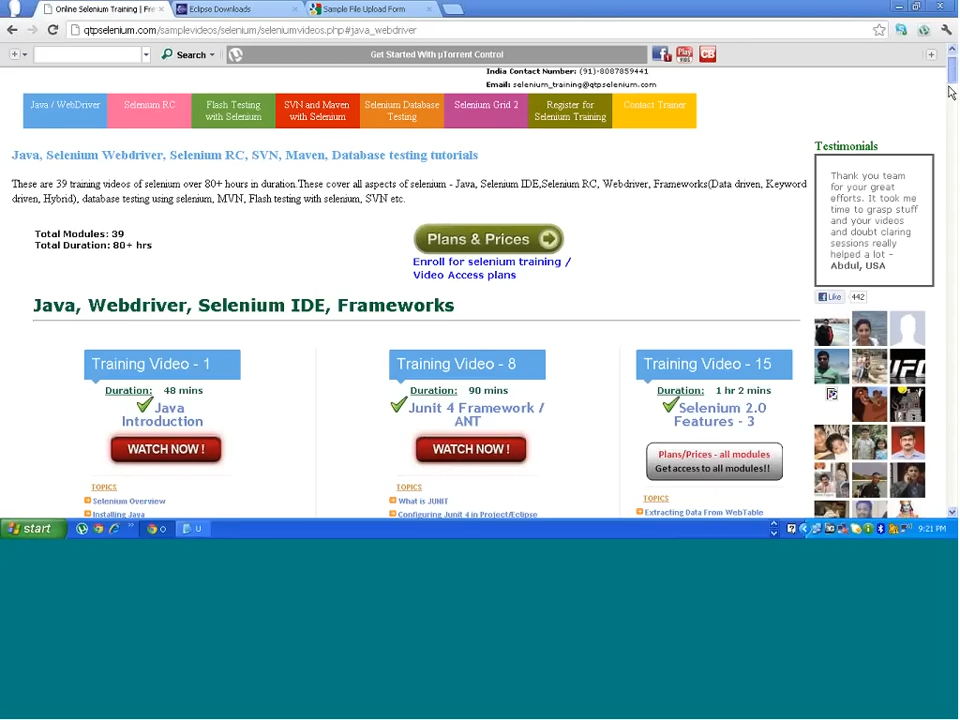 Online Selenium Training | Fre
Eclipse Downloads
Sample File Upload Form
qtpselenium.com/samplevideos/selenium/seleniumvideos.php#java_webdriver
Search
Get Started With µTorrent Control
India Contact Number: (91)-8087859441
Email: selenium_training@qtpselenium.com
Java / WebDriver
Selenium RC
Flash Testing
with Selenium
SVN and Maven
with Selenium
Selenium Database
Testing
Selenium Grid 2
Register for
Selenium Training
Contact Trainer
Java, Selenium Webdriver, Selenium RC, SVN, Maven, Database testing tutorials
These are 39 training videos of selenium over 80+ hours in duration.These cover all aspects of selenium - Java, Selenium IDE,Selenium RC, Webdriver, Frameworks(Data driven, Keyword
driven, Hybrid), database testing using selenium, MVN, Flash testing with selenium, SVN etc.
Total Modules: 39
Total Duration: 80+ hrs
Plans & Prices
Enroll for selenium training /
Video Access plans
Testimonials
Thank you team
for your great
efforts. It took me
time to grasp stuff
and your videos
and doubt claring
sessions really
helped a lot -
Abdul, USA
Like 442
Java, Webdriver, Selenium IDE, Frameworks
Training Video - 1
Duration: 48 mins
Java
Introduction
WATCH NOW !
TOPICS
Selenium Overview
Installing Java
Training Video - 8
Duration: 90 mins
Junit 4 Framework /
ANT
WATCH NOW !
TOPICS
What is JUNIT
Configuring Junit 4 in Project/Eclipse
Training Video - 15
Duration: 1 hr 2 mins
Selenium 2.0
Features - 3
Plans/Prices - all modules
Get access to all modules!!
TOPICS
Extracting Data From WebTable
start
O
U
9:21 PM